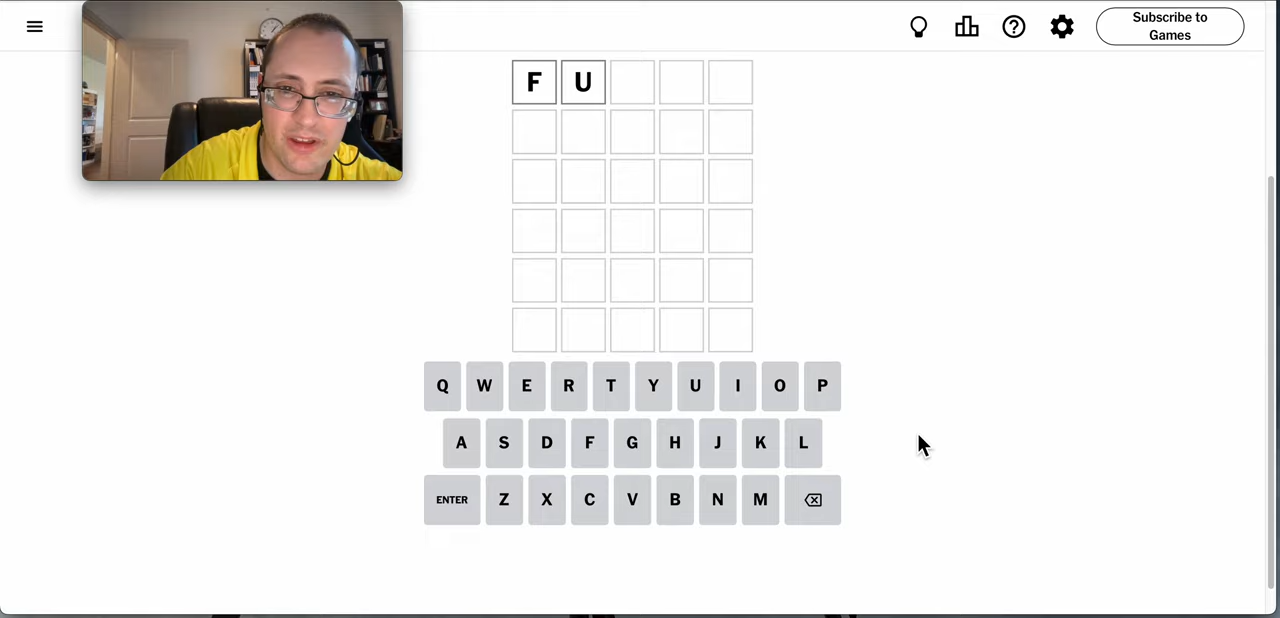 Subscribe to
Games
F U
Q W E R T Y U I O P
A S D F G H J K L
ENTER Z X C V B N M